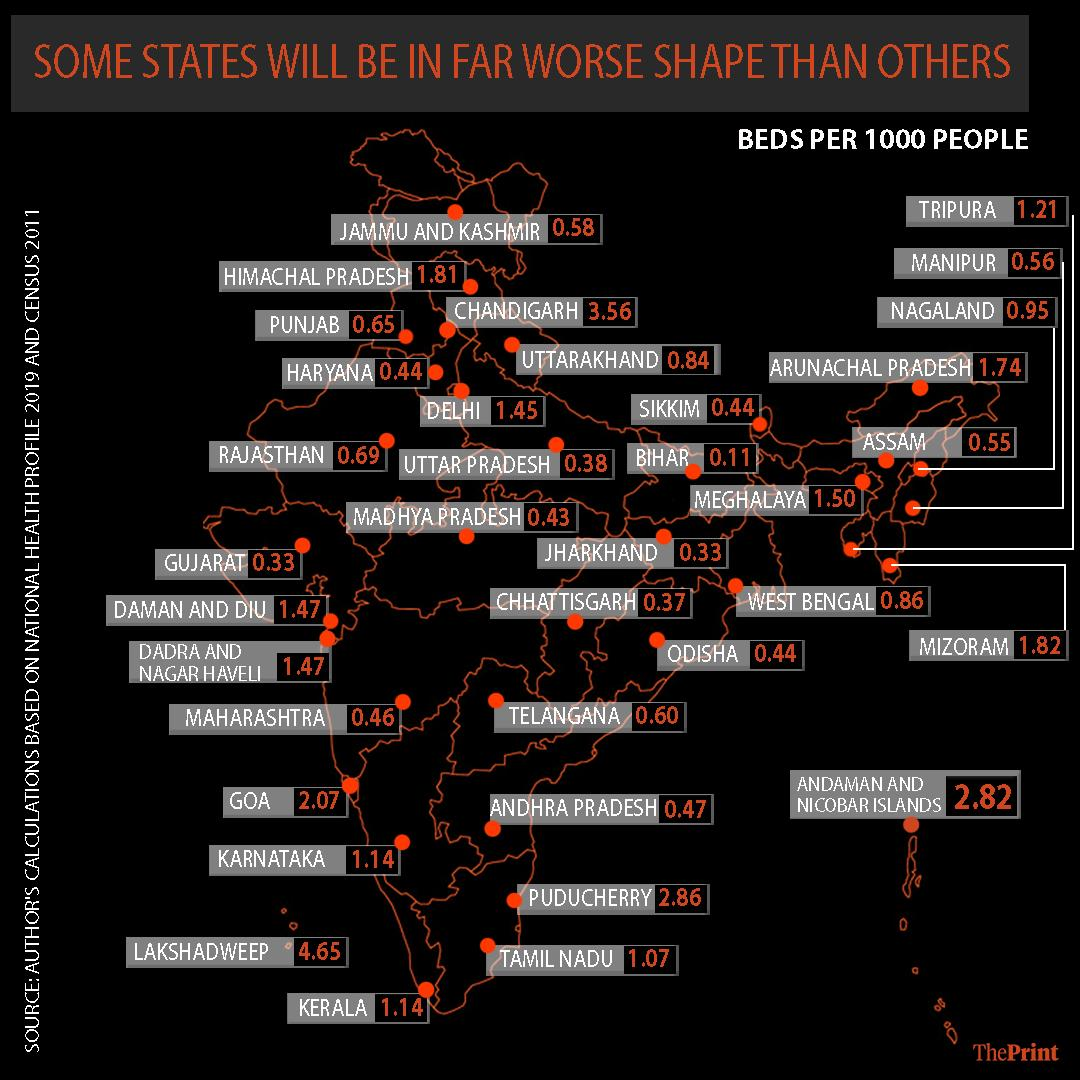 SOME STATES WILL BE IN FAR WORSE SHAPE THAN OTHERS
BEDS PER 1000 PEOPLE
TRIPURA 1.21
JAMMU AND KASHMIR 0.58
MANIPUR 0.56
HIMACHAL PRADESH 1.81
NAGALAND 0.95
CHANDIGARH 3.56
PUNJAB 0.65
UTTARAKHAND 0.84
ARUNACHAL PRADESH 1.74
HARYANA 0.44
DELHI 1.45
SIKKIM 0.44
ASSAM 0.55
RAJASTHAN 0.69
UTTAR PRADESH 0.38
BIHAR 0.11
MEGHALAYA 1.50
MADHYA PRADESH 0.43
JHARKHAND 0.33
GUJARAT 0.33
DAMAN AND DIU 1.47
CHHATTISGARH 0.37
WEST BENGAL 0.86
MIZORAM 1.82
DADRA AND
NAGAR HAVELI 1.47
ODISHA 0.44
MAHARASHTRA 0.46
TELANGANA 0.60
ANDAMAN AND
NICOBAR ISLANDS 2.82
GOA 2.07
ANDHRA PRADESH 0.47
KARNATAKA 1.14
PUDUCHERRY 2.86
LAKSHADWEEP 4.65
TAMIL NADU 1.07
KERALA 1.14
SOURCE: AUTHOR'S CALCULATIONS BASED ON NATIONAL HEALTH PROFILE 2019 AND CENSUS 2011
ThePrint